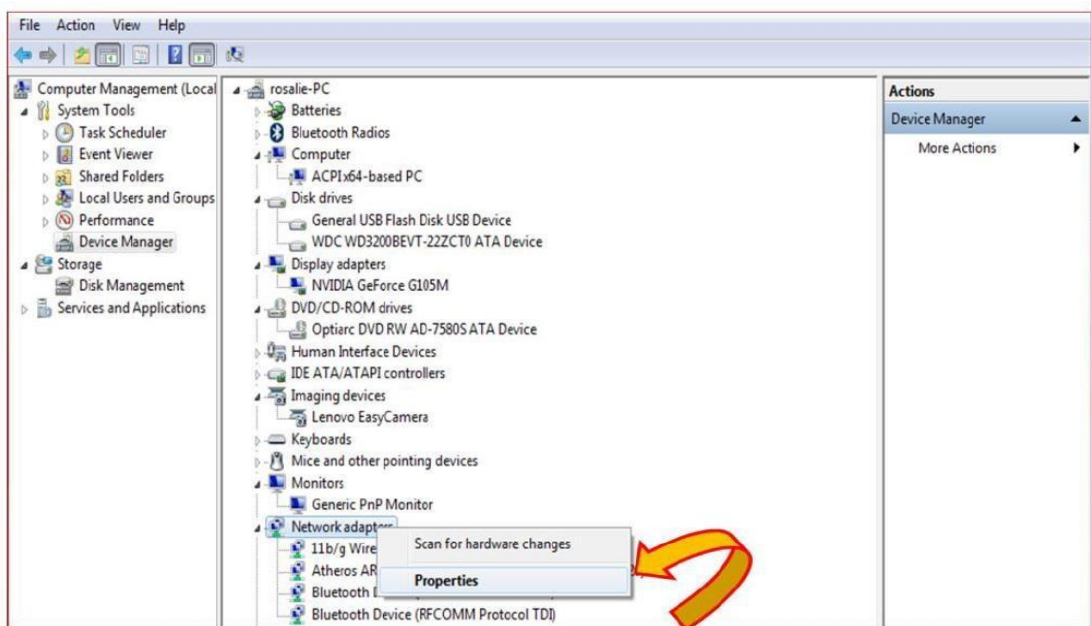 File Action View Help
Computer Management (Local
System Tools
Task Scheduler
Event Viewer
Shared Folders
Local Users and Groups
Performance
Device Manager
Storage
Disk Management
Services and Applications
rosalie-PC
Batteries
Bluetooth Radios
Computer
ACPI x64-based PC
Disk drives
General USB Flash Disk USB Device
WDC WD3200BEVT-22ZCT0 ATA Device
Display adapters
NVIDIA GeForce G105M
DVD/CD-ROM drives
Optiarc DVD RW AD-7580S ATA Device
Human Interface Devices
IDE ATA/ATAPI controllers
Imaging devices
Lenovo EasyCamera
Keyboards
Mice and other pointing devices
Monitors
Generic PnP Monitor
Network adapters
11b/g Wire
Atheros AR
Bluetooth
Bluetooth Device (RFCOMM Protocol TDI)
Scan for hardware changes
Properties
Actions
Device Manager
More Actions